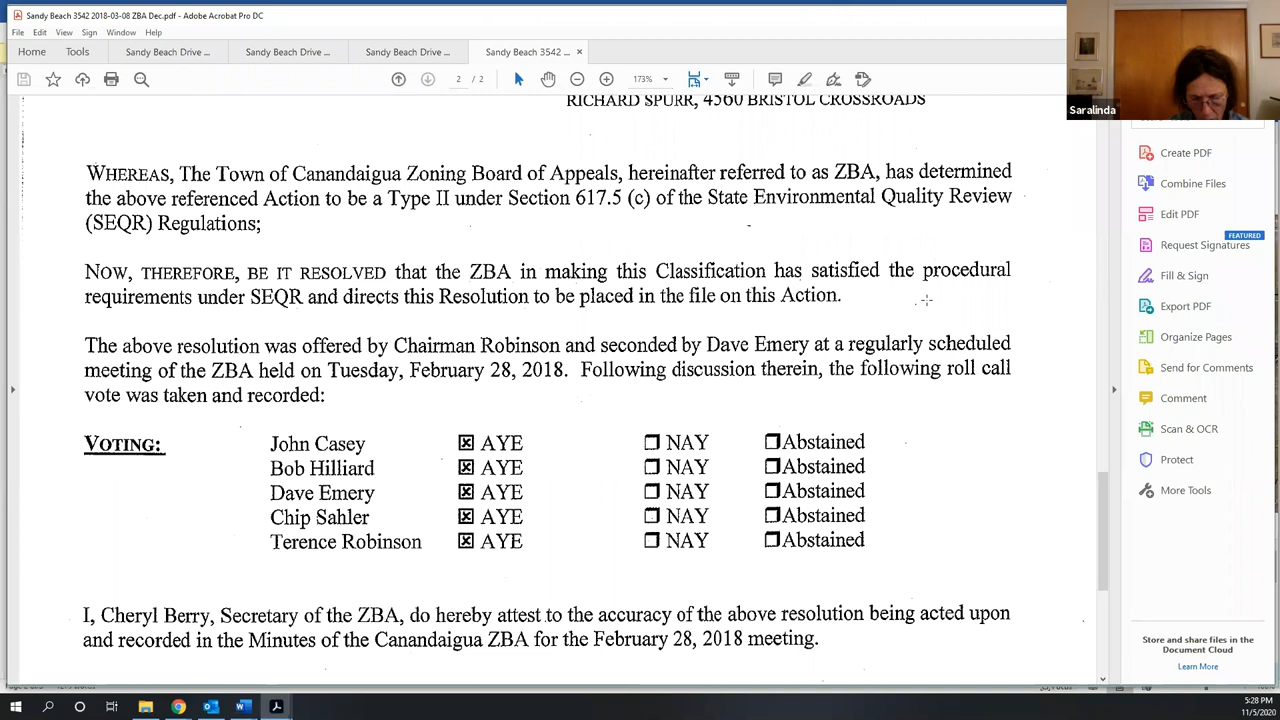 Sandy Beach 3542 2018-03-08 ZBA Dec.pdf - Adobe Acrobat Pro DC
File Edit View Sign Window Help
Home Tools Sandy Beach Drive ... Sandy Beach Drive ... Sandy Beach Drive ... Sandy Beach 3542 ... ×
2 / 2 173%
Saralinda
RICHARD SPURR, 4560 BRISTOL CROSSROADS
WHEREAS, The Town of Canandaigua Zoning Board of Appeals, hereinafter referred to as ZBA, has determined
the above referenced Action to be a Type II under Section 617.5 (c) of the State Environmental Quality Review
(SEQR) Regulations;
NOW, THEREFORE, BE IT RESOLVED that the ZBA in making this Classification has satisfied the procedural
requirements under SEQR and directs this Resolution to be placed in the file on this Action.
The above resolution was offered by Chairman Robinson and seconded by Dave Emery at a regularly scheduled
meeting of the ZBA held on Tuesday, February 28, 2018. Following discussion therein, the following roll call
vote was taken and recorded:
VOTING: John Casey ☒ AYE ☐ NAY ☐ Abstained
Bob Hilliard ☒ AYE ☐ NAY ☐ Abstained
Dave Emery ☒ AYE ☐ NAY ☐ Abstained
Chip Sahler ☒ AYE ☐ NAY ☐ Abstained
Terence Robinson ☒ AYE ☐ NAY ☐ Abstained
I, Cheryl Berry, Secretary of the ZBA, do hereby attest to the accuracy of the above resolution being acted upon
and recorded in the Minutes of the Canandaigua ZBA for the February 28, 2018 meeting.
Create PDF
Combine Files
Edit PDF
FEATURED
Request Signatures
Fill & Sign
Export PDF
Organize Pages
Send for Comments
Comment
Scan & OCR
Protect
More Tools
Store and share files in the
Document Cloud
Learn More
5:28 PM
11/5/2020